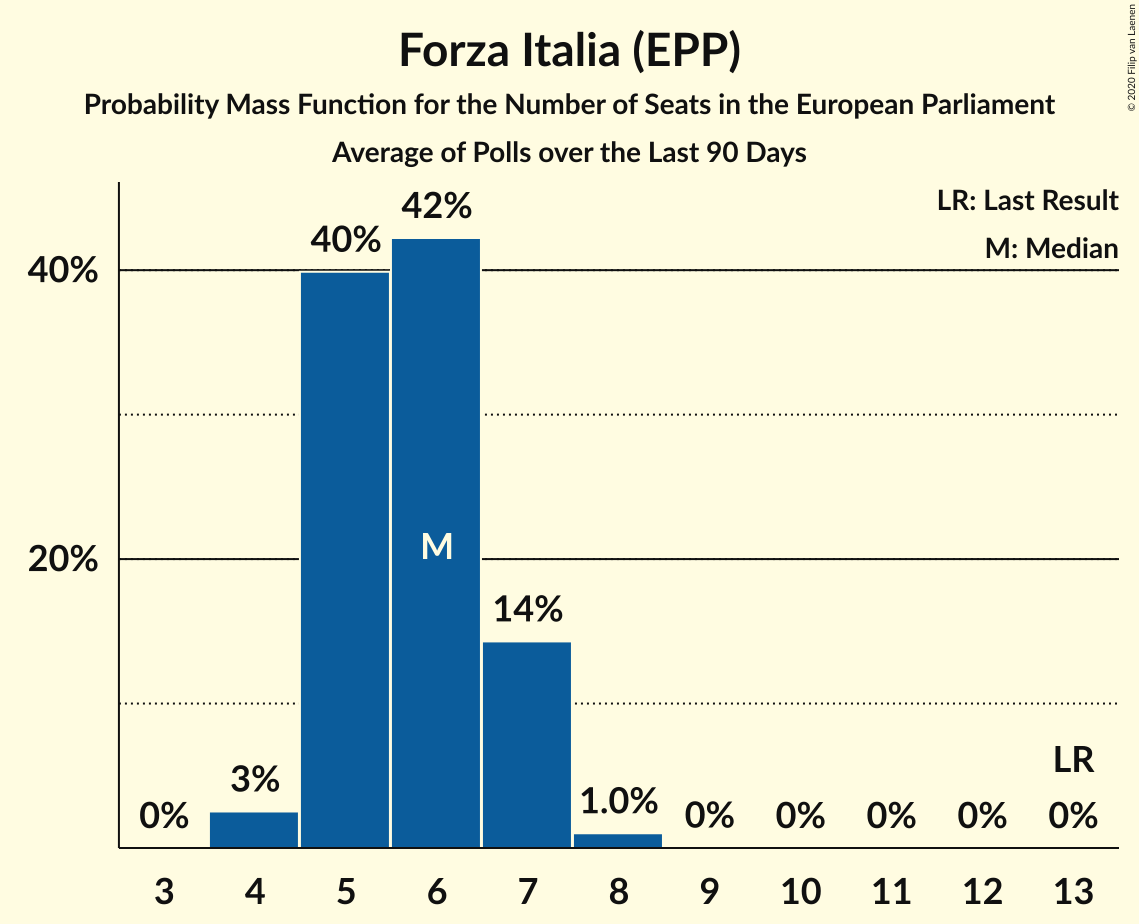 Forza Italia (EPP)
Probability Mass Function for the Number of Seats in the European Parliament
Average of Polls over the Last 90 Days
© 2020 Filip van Laenen
LR: Last Result
M: Median
40%
20%
0%
3%
40%
42%
M
14%
1.0%
0%
0%
0%
0%
LR
0%
3 4 5 6 7 8 9 10 11 12 13